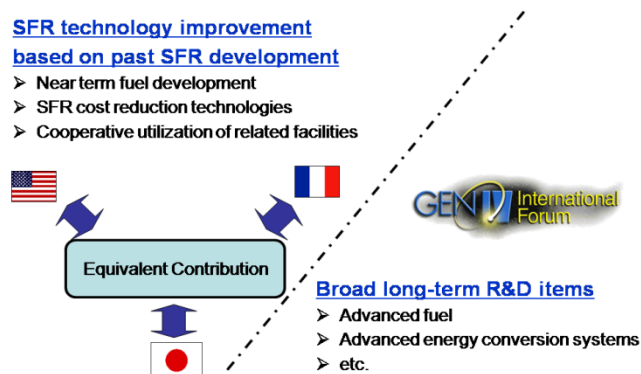 SFR technology improvement
based on past SFR development
➢ Near term fuel development
➢ SFR cost reduction technologies
➢ Cooperative utilization of related facilities
Equivalent Contribution
GEN IV International
Forum
Broad long-term R&D items
➢ Advanced fuel
➢ Advanced energy conversion systems
➢ etc.